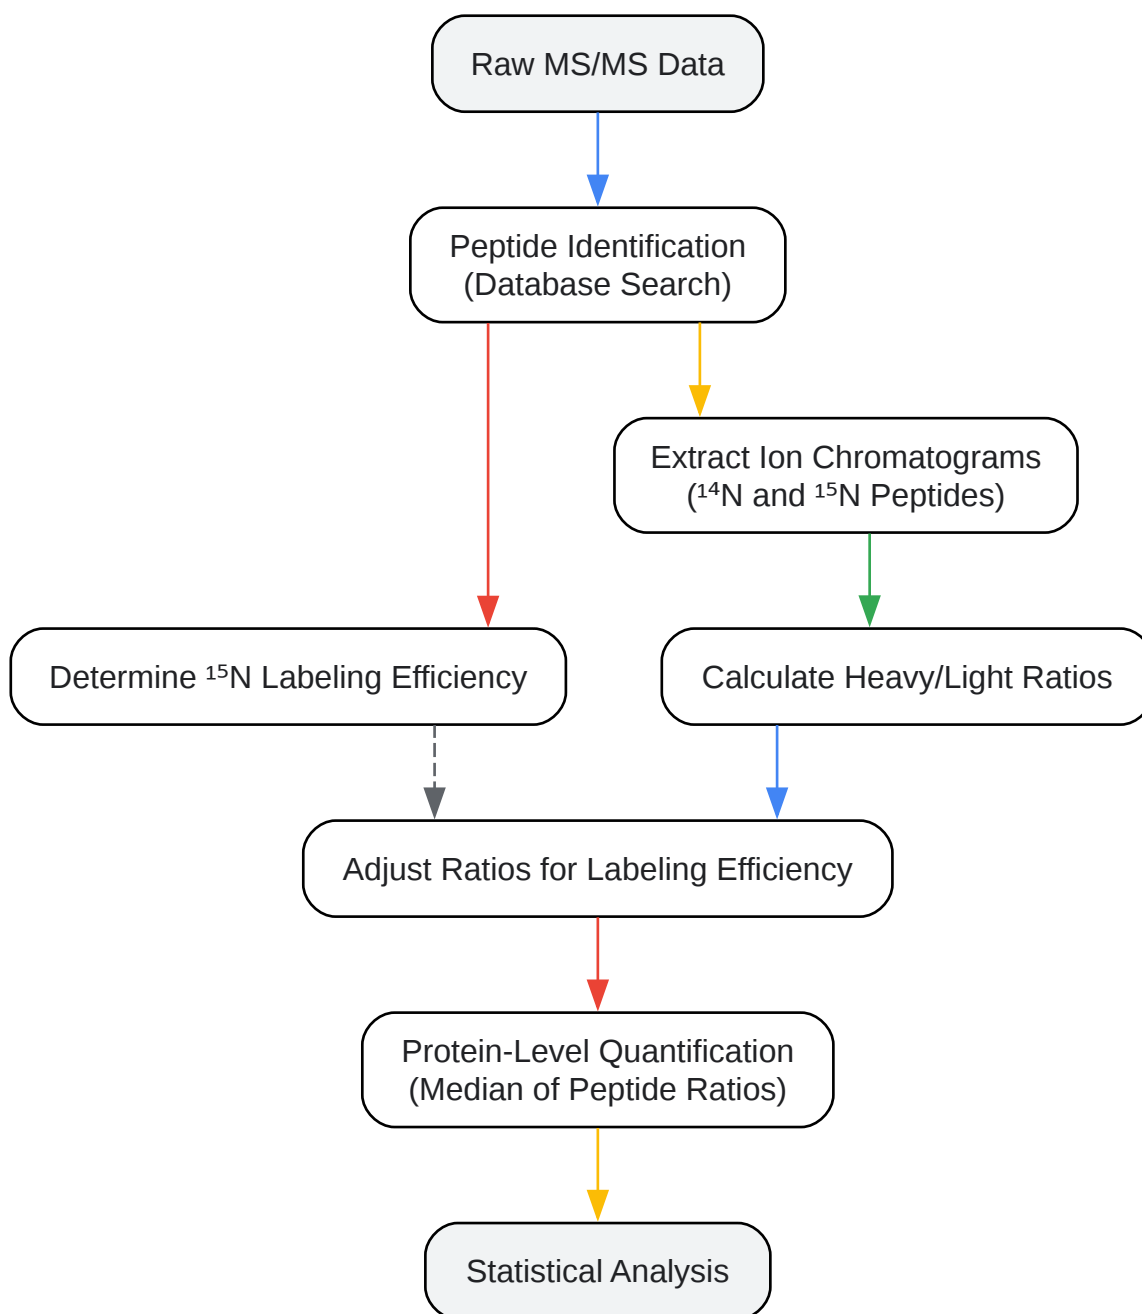 Raw MS/MS Data
Peptide Identification
(Database Search)
Extract Ion Chromatograms
(¹⁴N and ¹⁵N Peptides)
Determine ¹⁵N Labeling Efficiency
Calculate Heavy/Light Ratios
Adjust Ratios for Labeling Efficiency
Protein-Level Quantification
(Median of Peptide Ratios)
Statistical Analysis